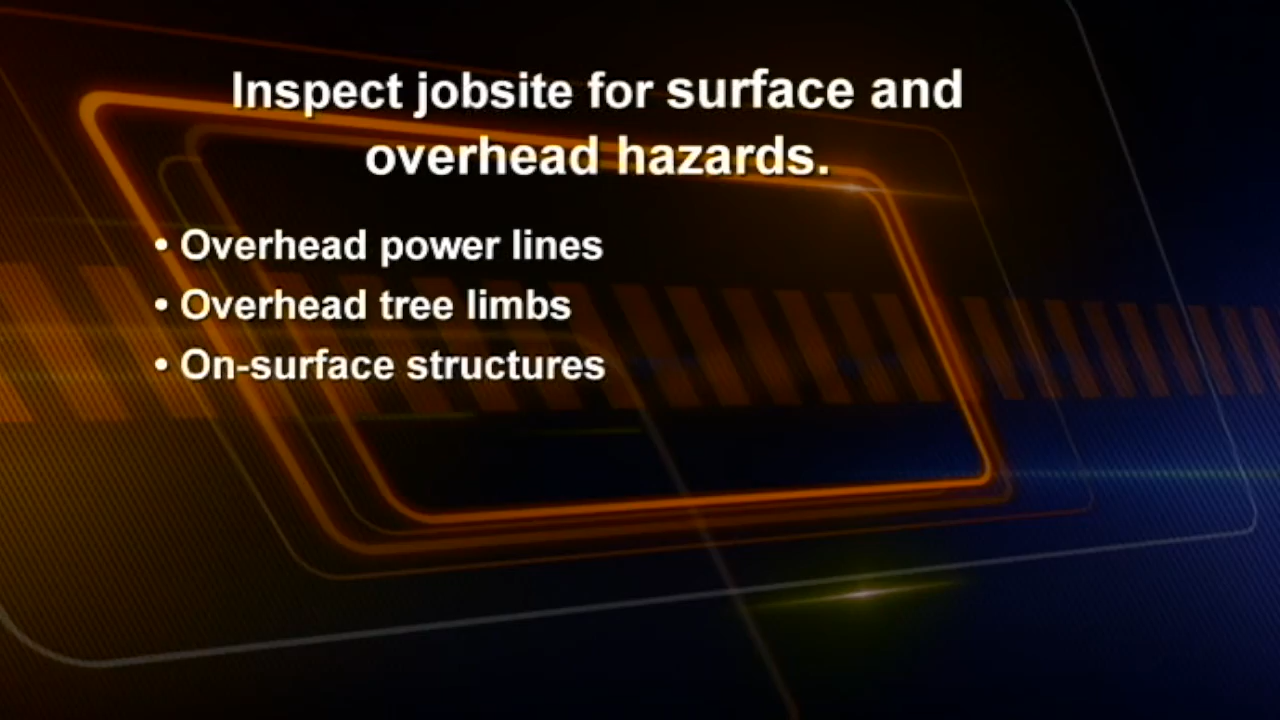 Inspect jobsite for surface and
overhead hazards.
• Overhead power lines
• Overhead tree limbs
• On-surface structures